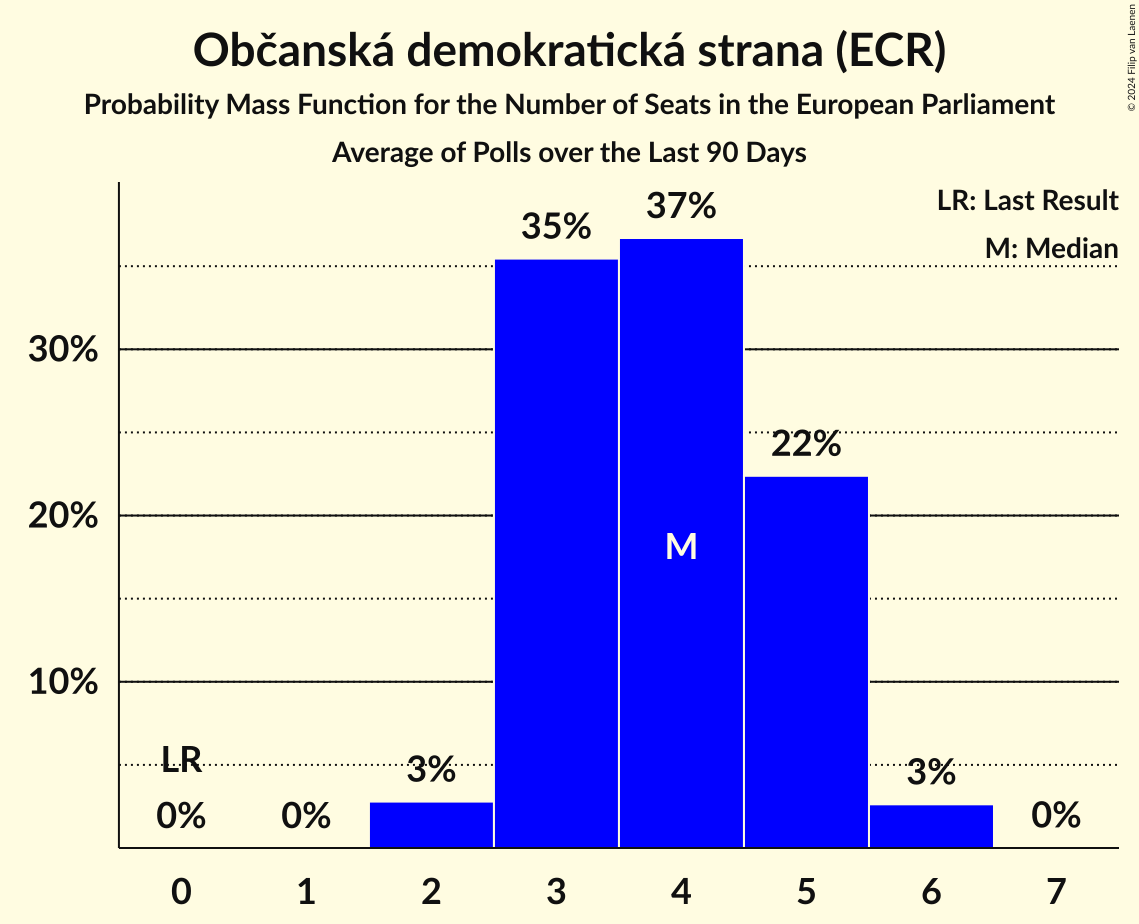 Občanská demokratická strana (ECR)
Probability Mass Function for the Number of Seats in the European Parliament
Average of Polls over the Last 90 Days
© 2024 Filip van Laenen
LR: Last Result
M: Median
35%
37%
22%
30%
20%
10%
M
LR
0%
0%
3%
3%
0%
0
1
2
3
4
5
6
7